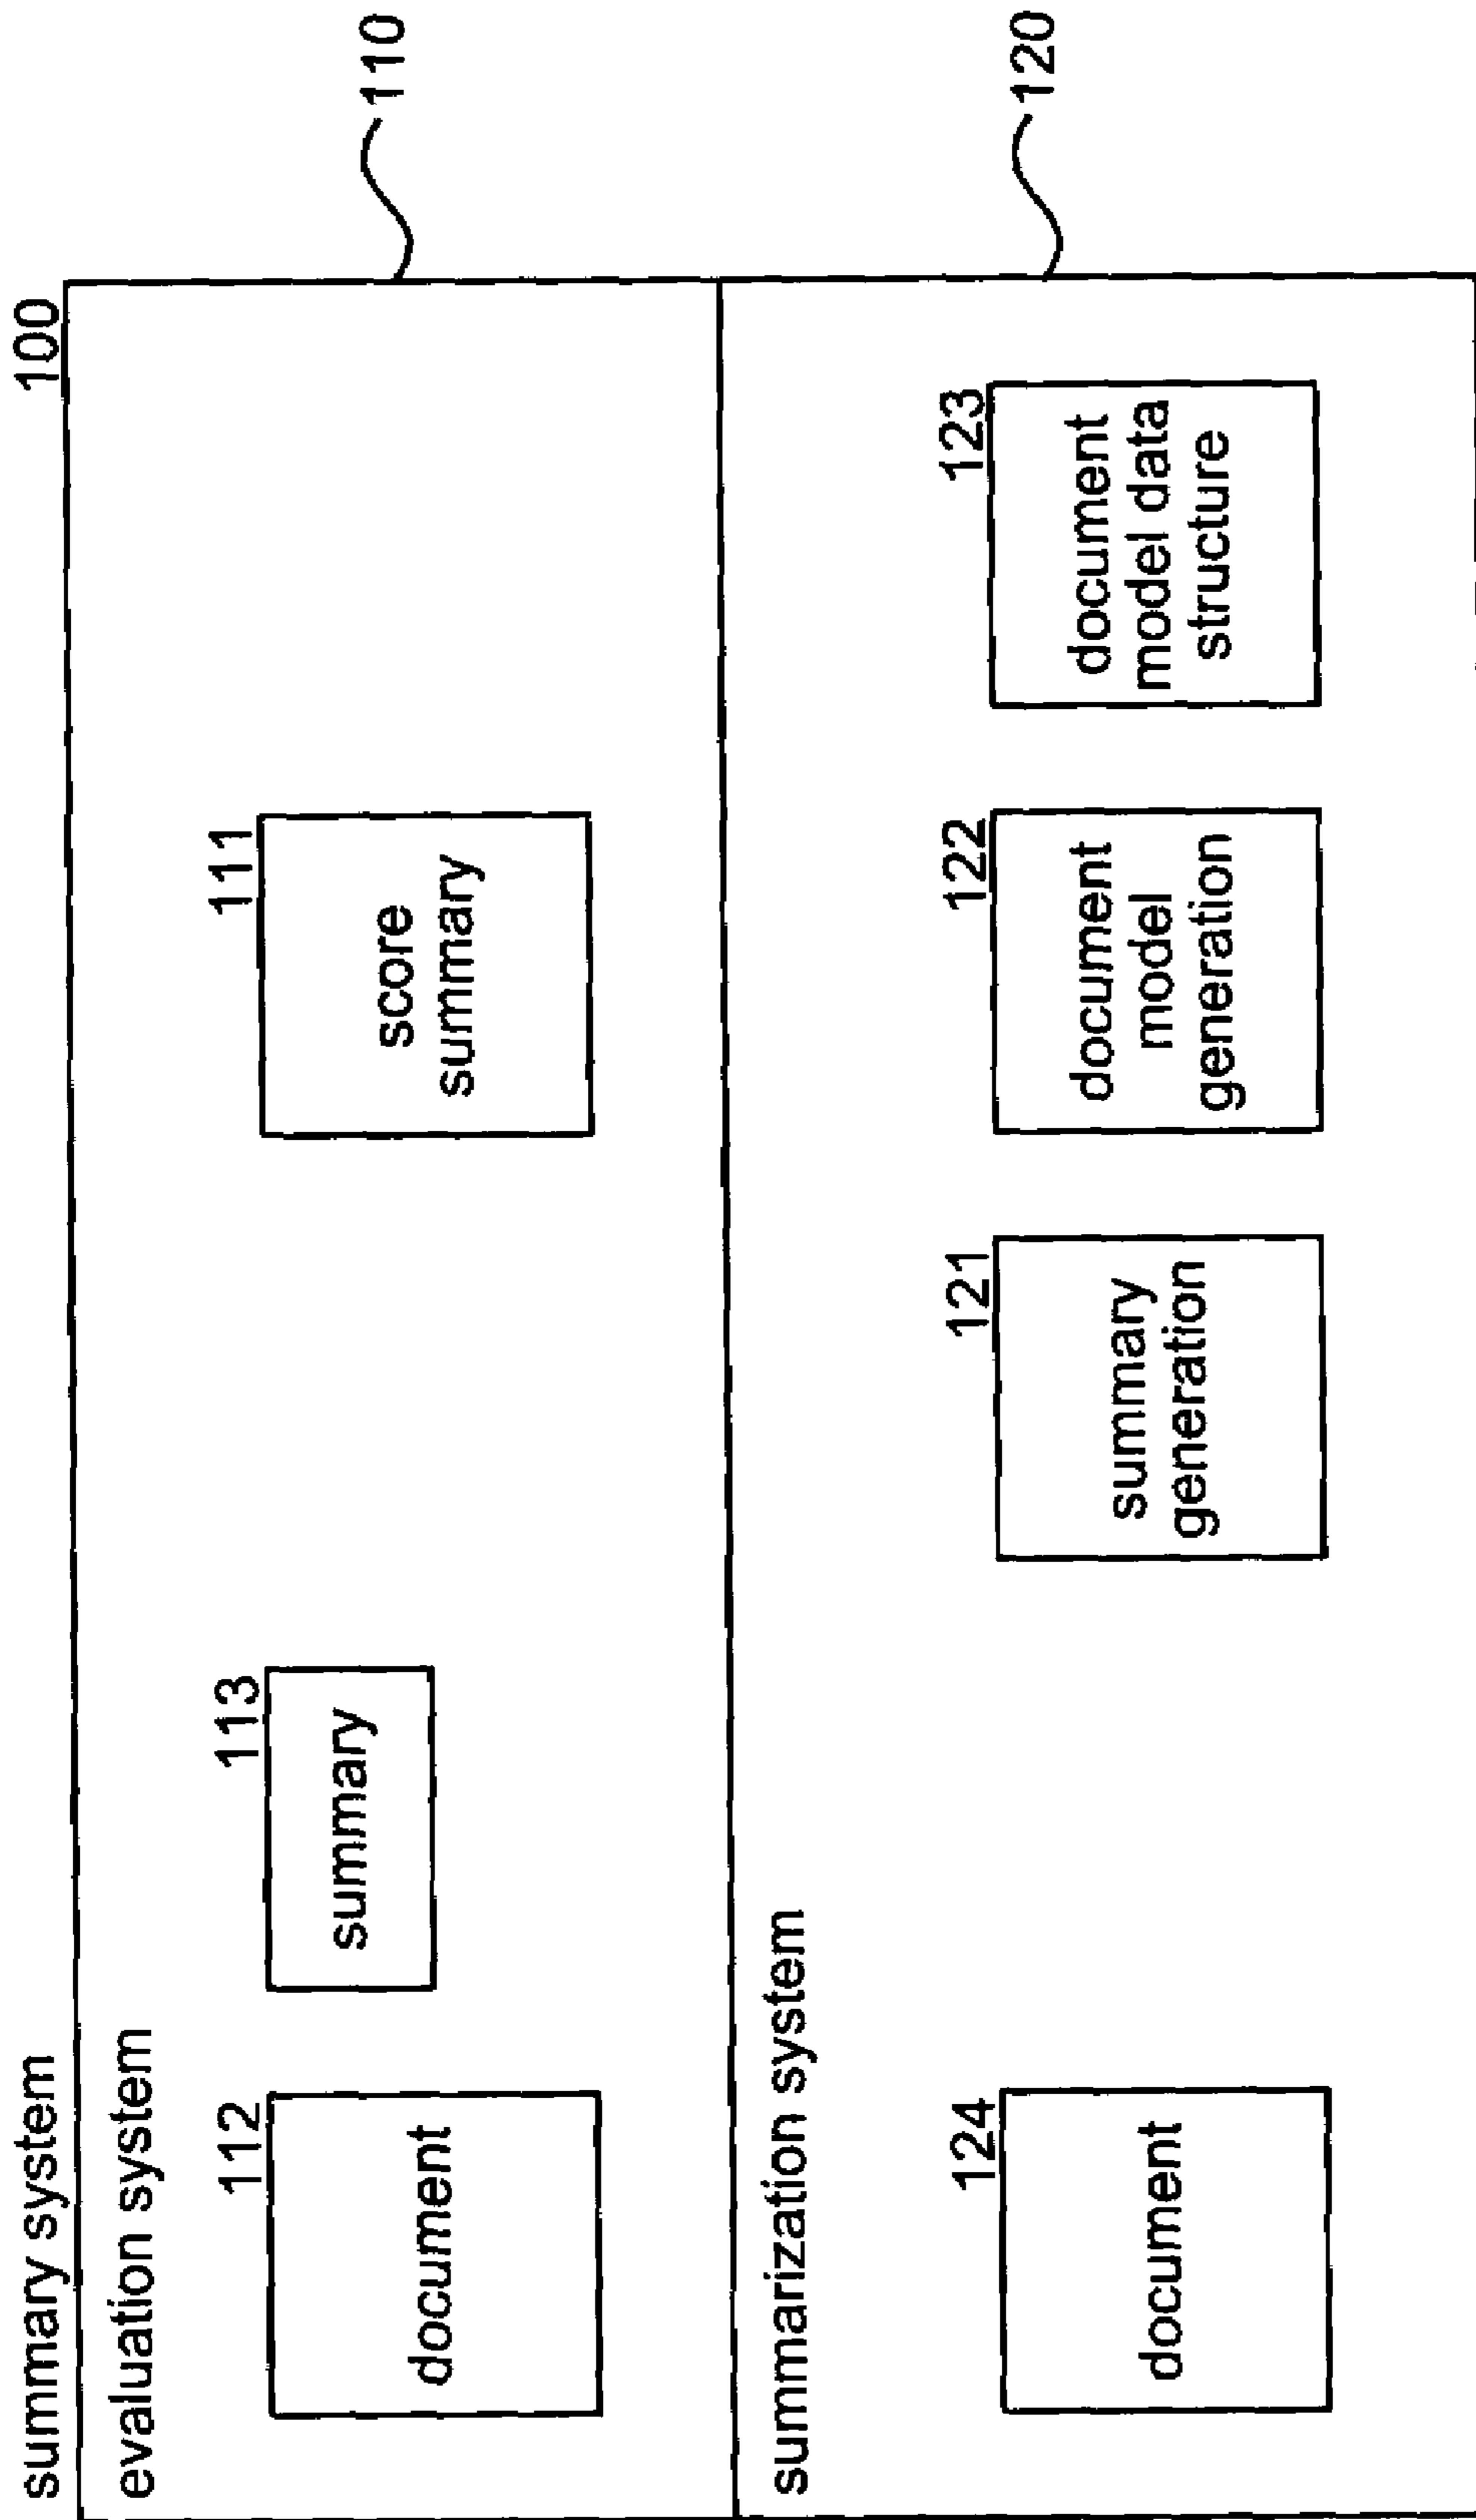 summary system
100
evaluation system
110
112
document
113
summary
111
score
summary
summarization system
120
124
document
121
summary
generation
122
document
model
generation
123
document
model data
structure